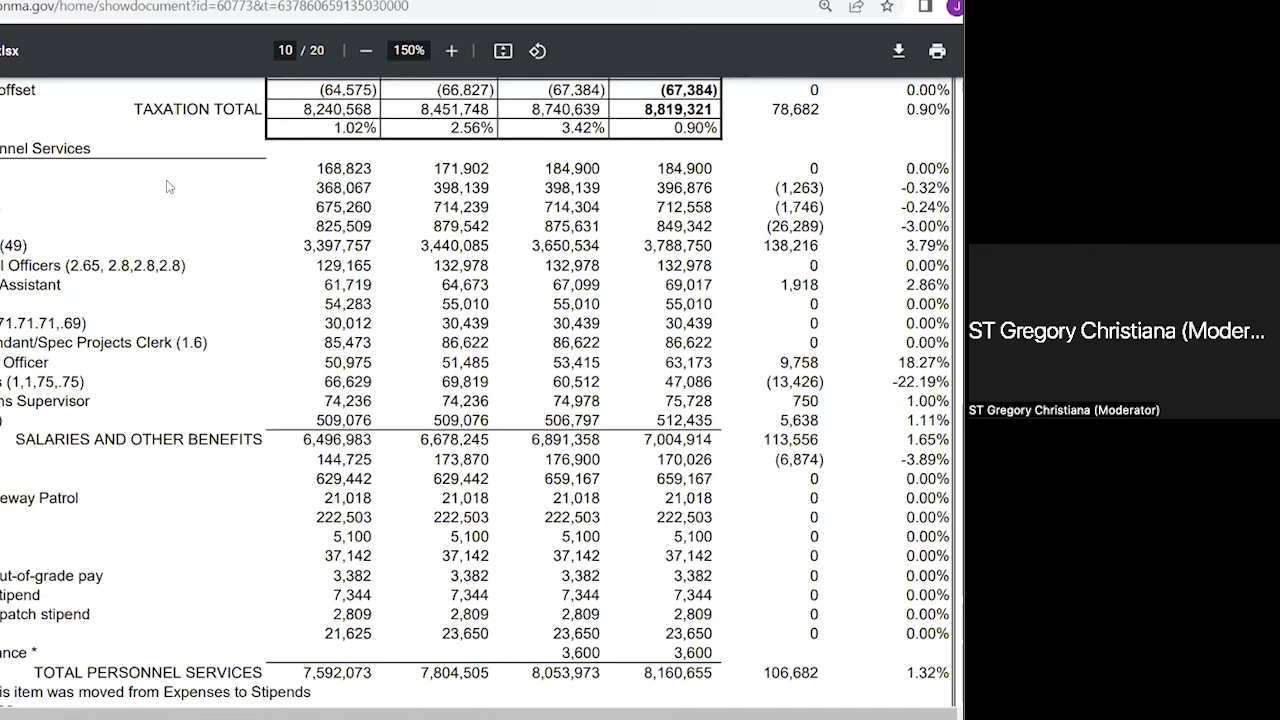 onma.gov/home/showdocument?id=60773&t=637860659135030000
J
lsx
10 / 20
150%
offset (64,575) (66,827) (67,384) (67,384) 0 0.00%
TAXATION TOTAL 8,240,568 8,451,748 8,740,639 8,819,321 78,682 0.90%
1.02% 2.56% 3.42% 0.90%
nnel Services
168,823 171,902 184,900 184,900 0 0.00%
368,067 398,139 398,139 396,876 (1,263) -0.32%
675,260 714,239 714,304 712,558 (1,746) -0.24%
825,509 879,542 875,631 849,342 (26,289) -3.00%
(49) 3,397,757 3,440,085 3,650,534 3,788,750 138,216 3.79%
l Officers (2.65, 2.8,2.8,2.8) 129,165 132,978 132,978 132,978 0 0.00%
Assistant 61,719 64,673 67,099 69,017 1,918 2.86%
54,283 55,010 55,010 55,010 0 0.00%
71.71.71,.69) 30,012 30,439 30,439 30,439 0 0.00%
ndant/Spec Projects Clerk (1.6) 85,473 86,622 86,622 86,622 0 0.00%
Officer 50,975 51,485 53,415 63,173 9,758 18.27%
s (1,1,75,.75) 66,629 69,819 60,512 47,086 (13,426) -22.19%
ns Supervisor 74,236 74,236 74,978 75,728 750 1.00%
) 509,076 509,076 506,797 512,435 5,638 1.11%
SALARIES AND OTHER BENEFITS 6,496,983 6,678,245 6,891,358 7,004,914 113,556 1.65%
144,725 173,870 176,900 170,026 (6,874) -3.89%
629,442 629,442 659,167 659,167 0 0.00%
eway Patrol 21,018 21,018 21,018 21,018 0 0.00%
222,503 222,503 222,503 222,503 0 0.00%
5,100 5,100 5,100 5,100 0 0.00%
37,142 37,142 37,142 37,142 0 0.00%
ut-of-grade pay 3,382 3,382 3,382 3,382 0 0.00%
tipend 7,344 7,344 7,344 7,344 0 0.00%
patch stipend 2,809 2,809 2,809 2,809 0 0.00%
21,625 23,650 23,650 23,650 0 0.00%
ance * 3,600 3,600
TOTAL PERSONNEL SERVICES 7,592,073 7,804,505 8,053,973 8,160,655 106,682 1.32%
is item was moved from Expenses to Stipends
ST Gregory Christiana (Moder...
ST Gregory Christiana (Moderator)